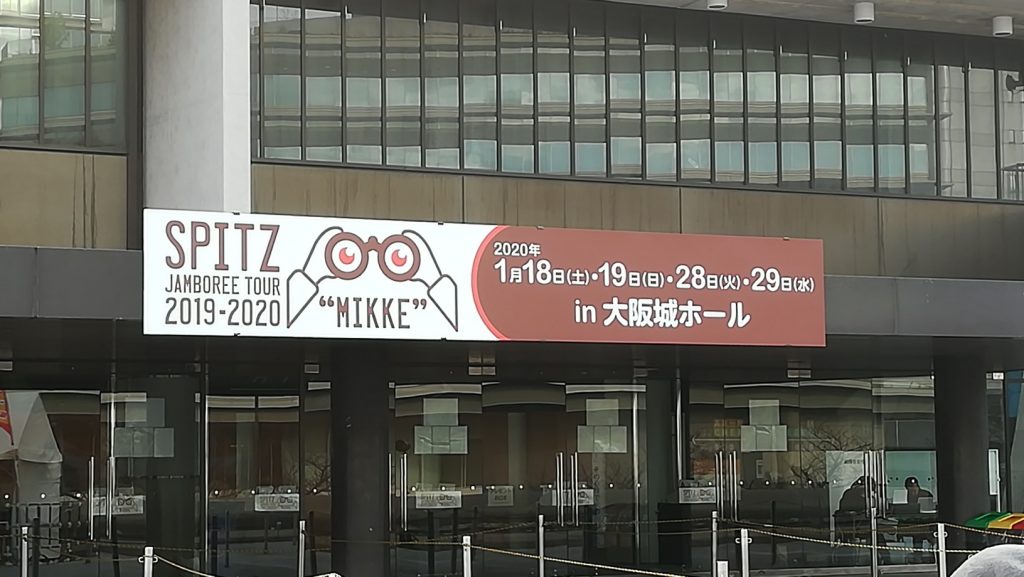 SPITZ
JAMBOREE TOUR
2019-2020
“MIKKE”
2020年
1月18日(土)・19日(日)・28日(火)・29日(水)
in 大阪城ホール